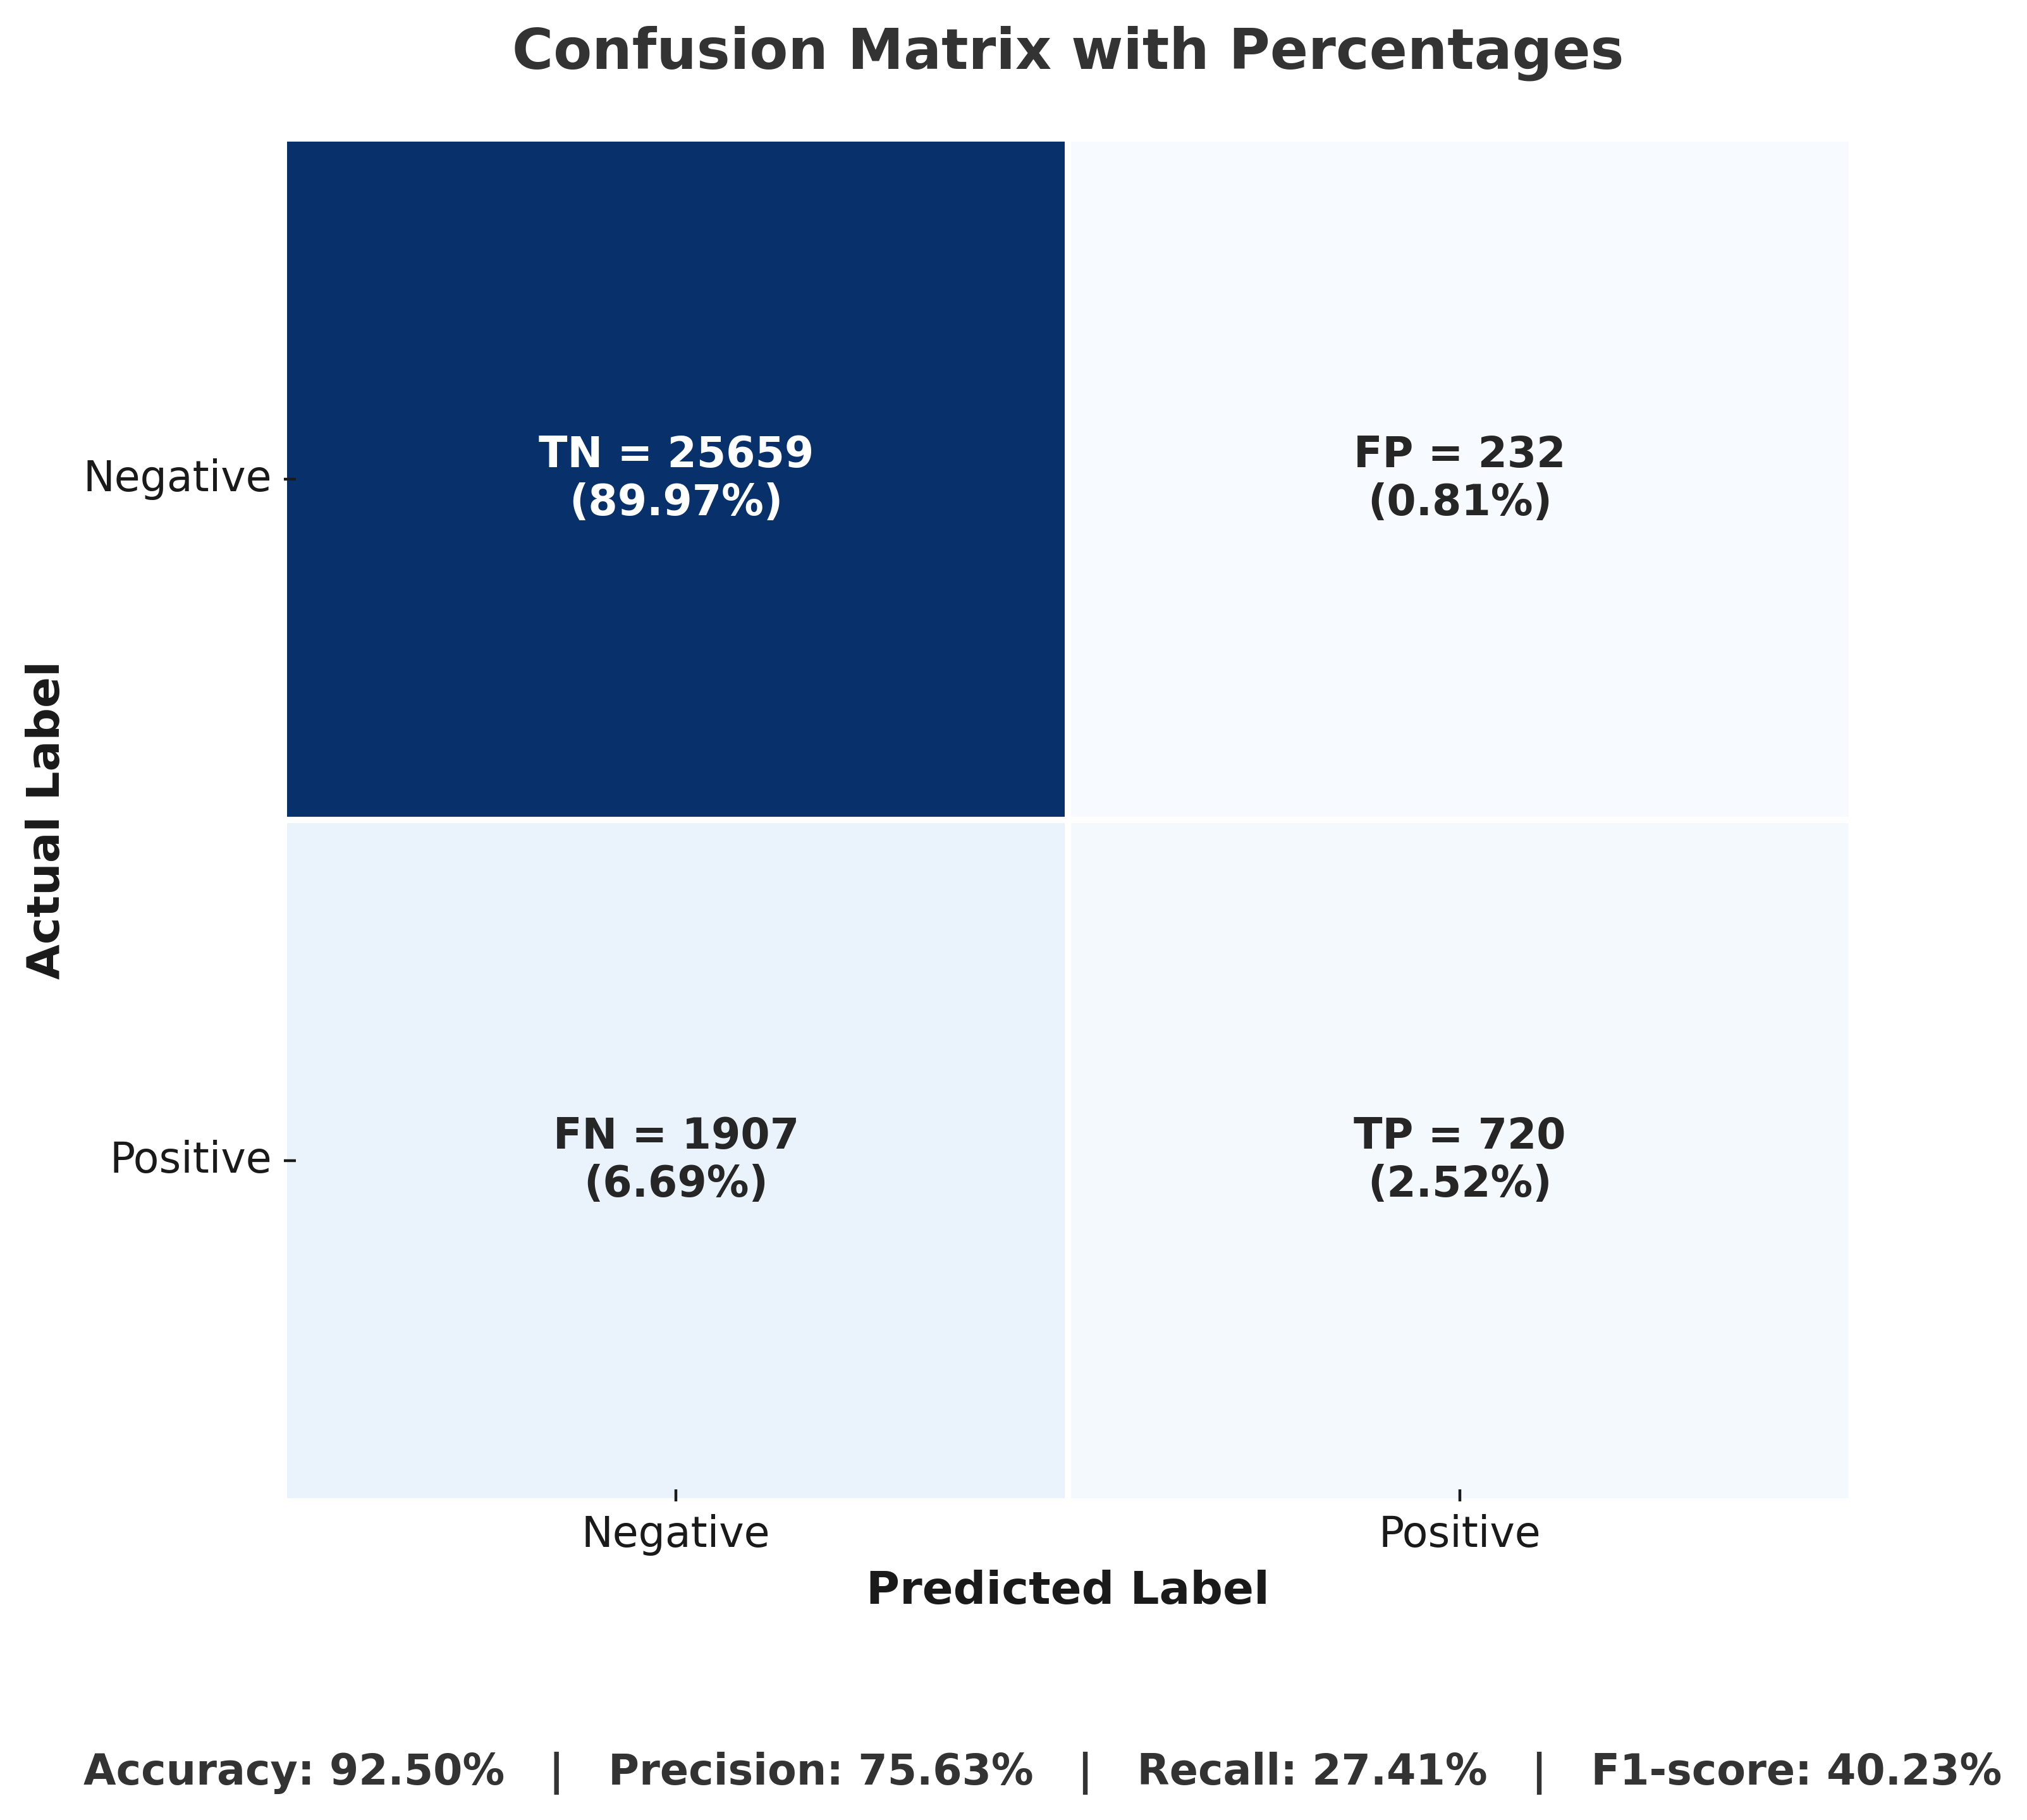 Confusion Matrix with Percentages
Actual Label
Negative
TN = 25659
(89.97%)
FP = 232
(0.81%)
Positive
FN = 1907
(6.69%)
TP = 720
(2.52%)
Negative
Positive
Predicted Label
Accuracy: 92.50% | Precision: 75.63% | Recall: 27.41% | F1-score: 40.23%